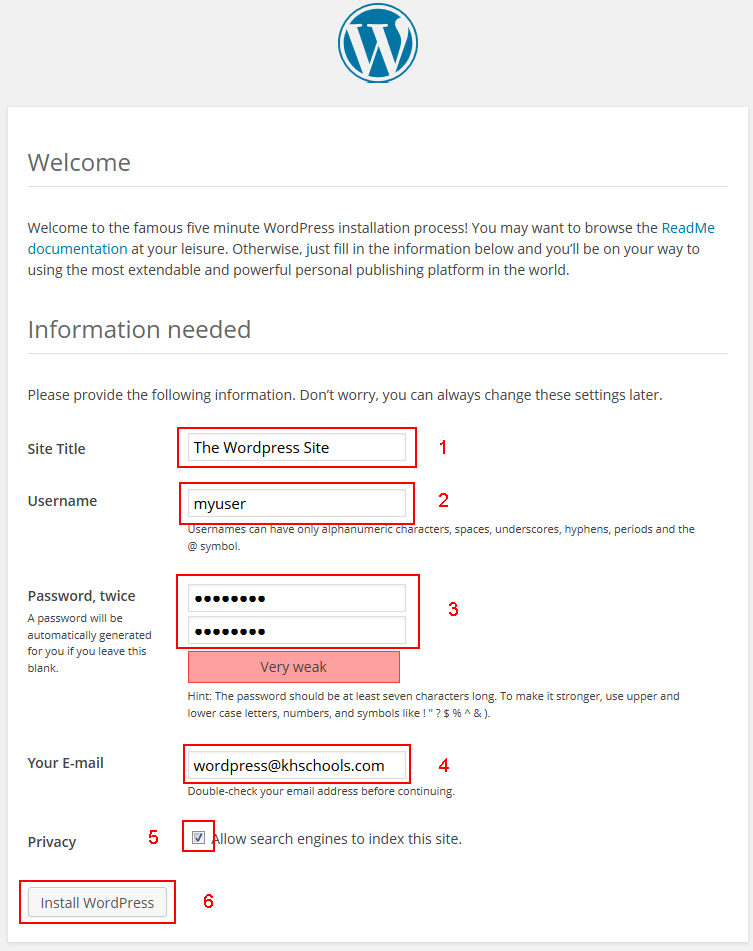 W
Welcome
Welcome to the famous five minute WordPress installation process! You may want to browse the ReadMe
documentation at your leisure. Otherwise, just fill in the information below and you’ll be on your way to
using the most extendable and powerful personal publishing platform in the world.
Information needed
Please provide the following information. Don’t worry, you can always change these settings later.
Site Title The Wordpress Site 1
Username myuser 2
Usernames can have only alphanumeric characters, spaces, underscores, hyphens, periods and the
@ symbol.
Password, twice ●●●●●●●● 3
A password will be
automatically generated
for you if you leave this
blank.
●●●●●●●●
Very weak
Hint: The password should be at least seven characters long. To make it stronger, use upper and
lower case letters, numbers, and symbols like ! " ? $ % ^ & ).
Your E-mail wordpress@khschools.com 4
Double-check your email address before continuing.
Privacy 5 Allow search engines to index this site.
Install WordPress 6